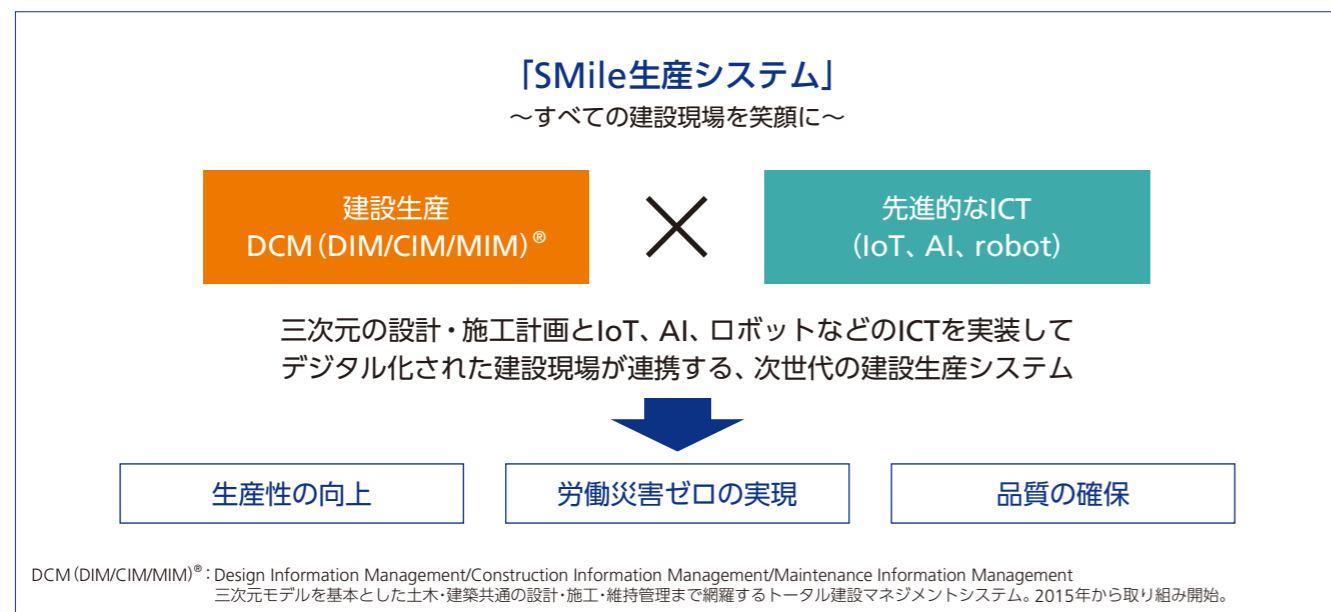 「SMile生産システム」
～すべての建設現場を笑顔に～
建設生産
DCM（DIM/CIM/MIM）®
先進的なICT
（IoT、AI、robot）
三次元の設計・施工計画とIoT、AI、ロボットなどのICTを実装して
デジタル化された建設現場が連携する、次世代の建設生産システム
生産性の向上
労働災害ゼロの実現
品質の確保
DCM（DIM/CIM/MIM）®：Design Information Management/Construction Information Management/Maintenance Information Management
三次元モデルを基本とした土木・建築共通の設計・施工・維持管理まで網羅するトータル建設マネジメントシステム。2015年から取り組み開始。